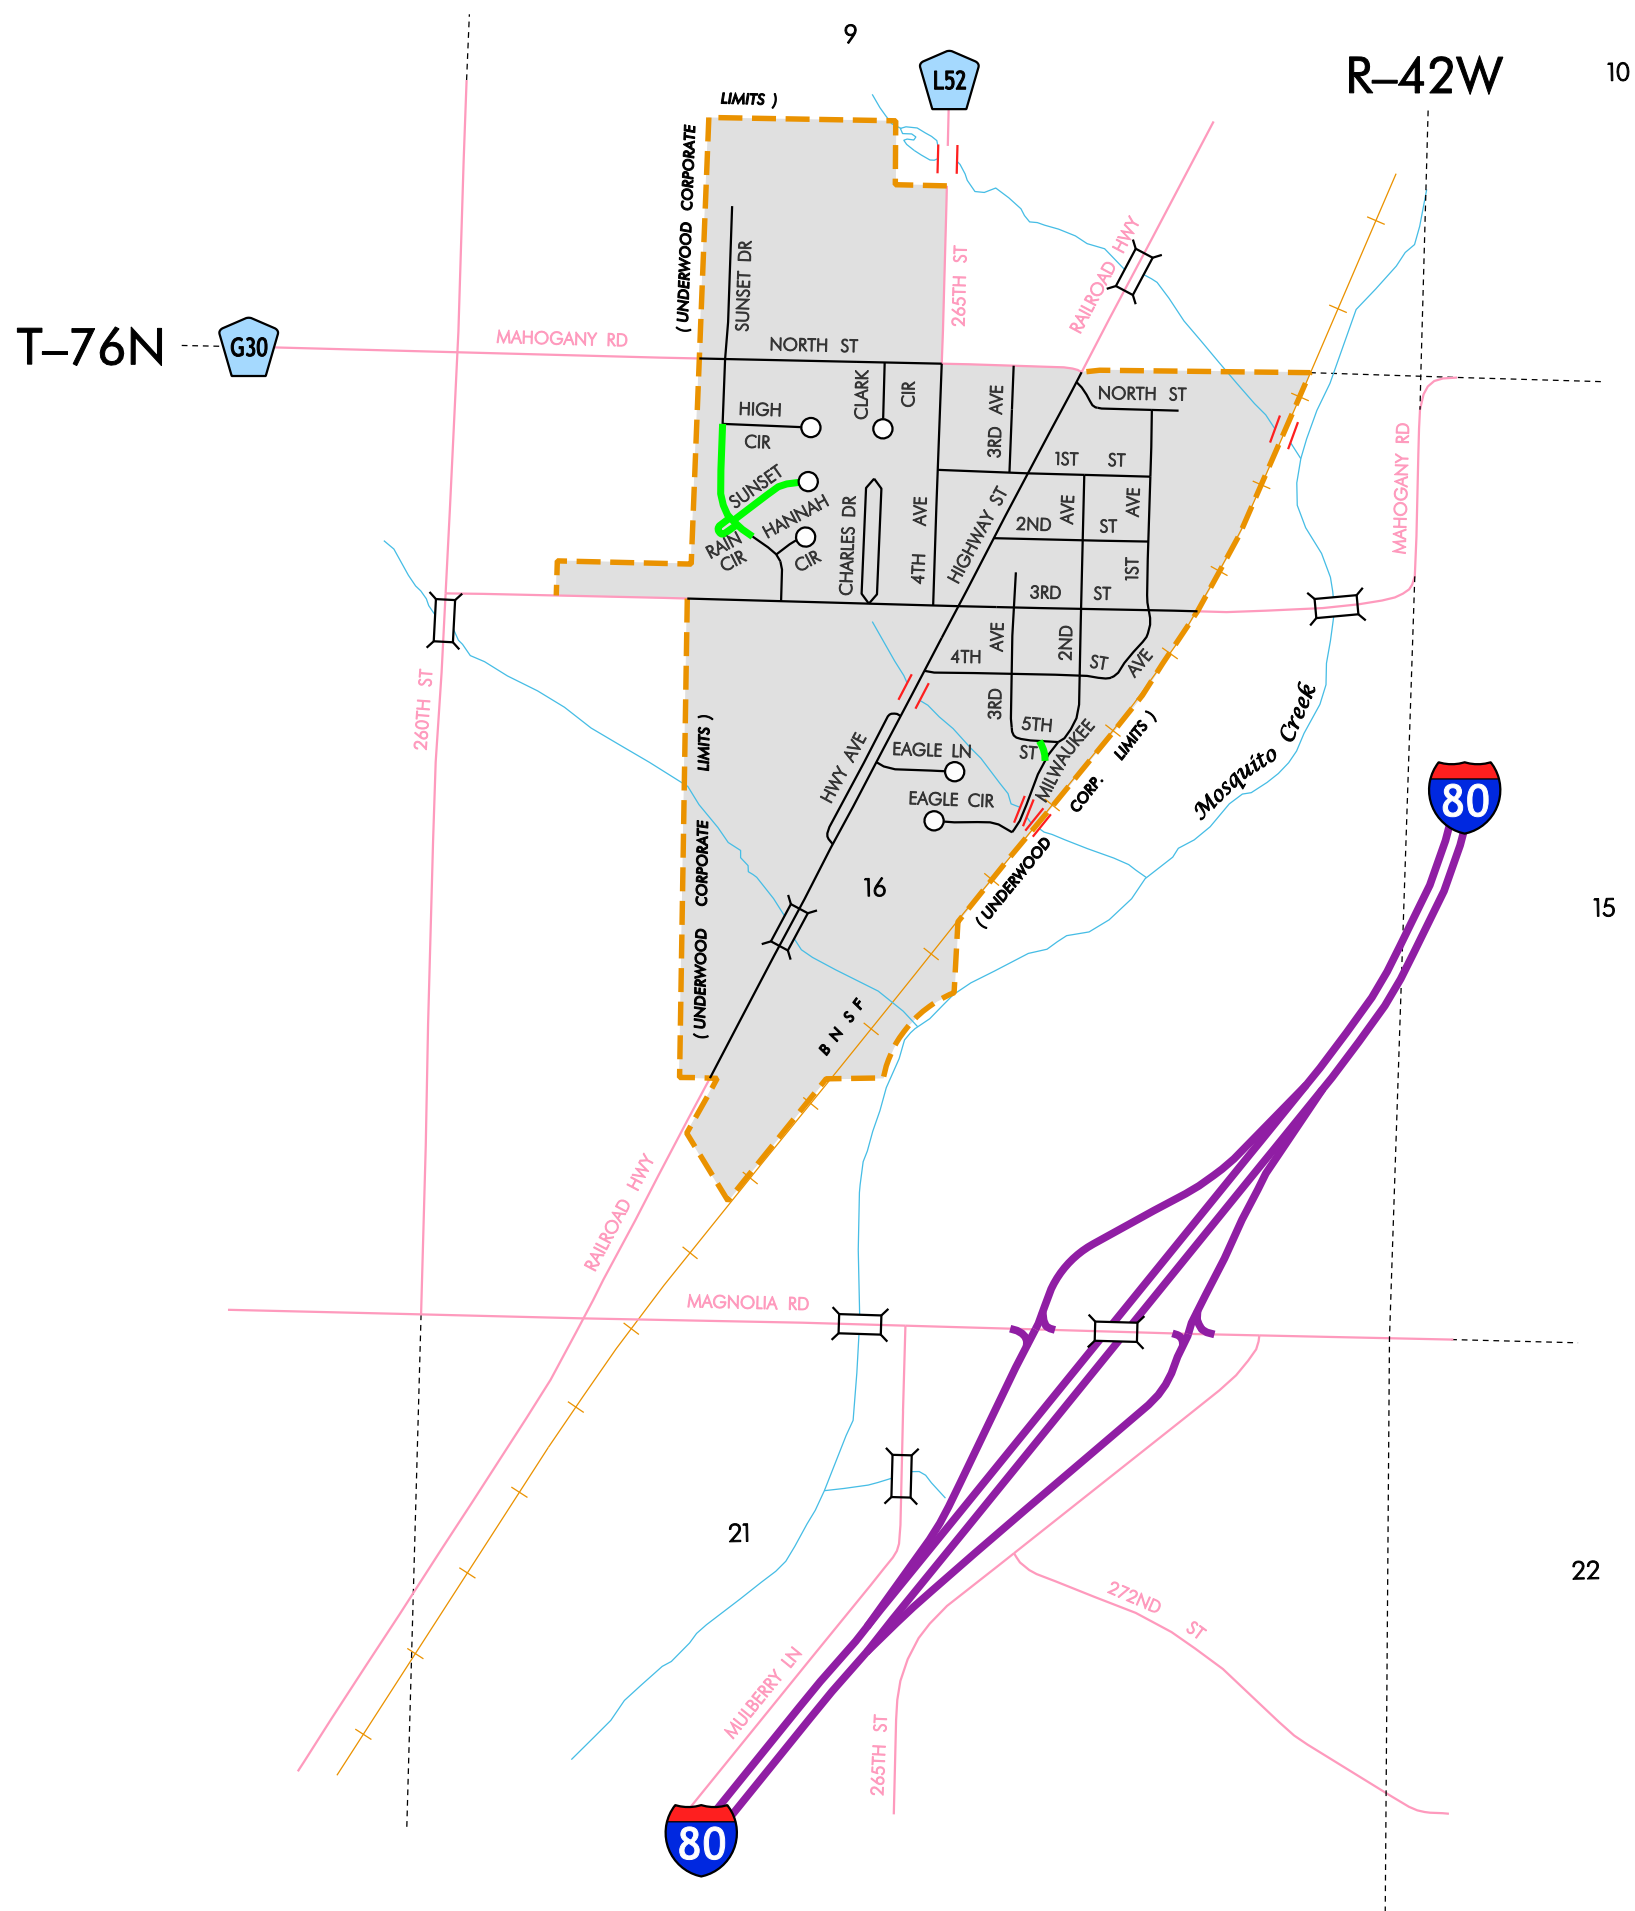 9
10
L52
R–42W
LIMITS )
( UNDERWOOD CORPORATE
SUNSET DR
265TH ST
RAILROAD HWY
T–76N
G30
MAHOGANY RD
NORTH ST
CLARK
CIR
3RD AVE
NORTH ST
HIGH
CIR
MAHOGANY RD
1ST ST
SUNSET
HANNAH
CIR
RAIN
CIR
CHARLES DR
4TH AVE
HIGHWAY ST
2ND ST
AVE
AVE
1ST
3RD ST
2ND
AVE
3RD
4TH ST
AVE
MILWAUKEE
5TH
ST
260TH ST
( UNDERWOOD CORPORATE LIMITS )
HWY AVE
EAGLE LN
EAGLE CIR
( UNDERWOOD CORP. LIMITS )
Mosquito Creek
80
16
15
B N S F
RAILROAD HWY
MAGNOLIA RD
21
22
272ND ST
MULBERRY LN
265TH ST
80